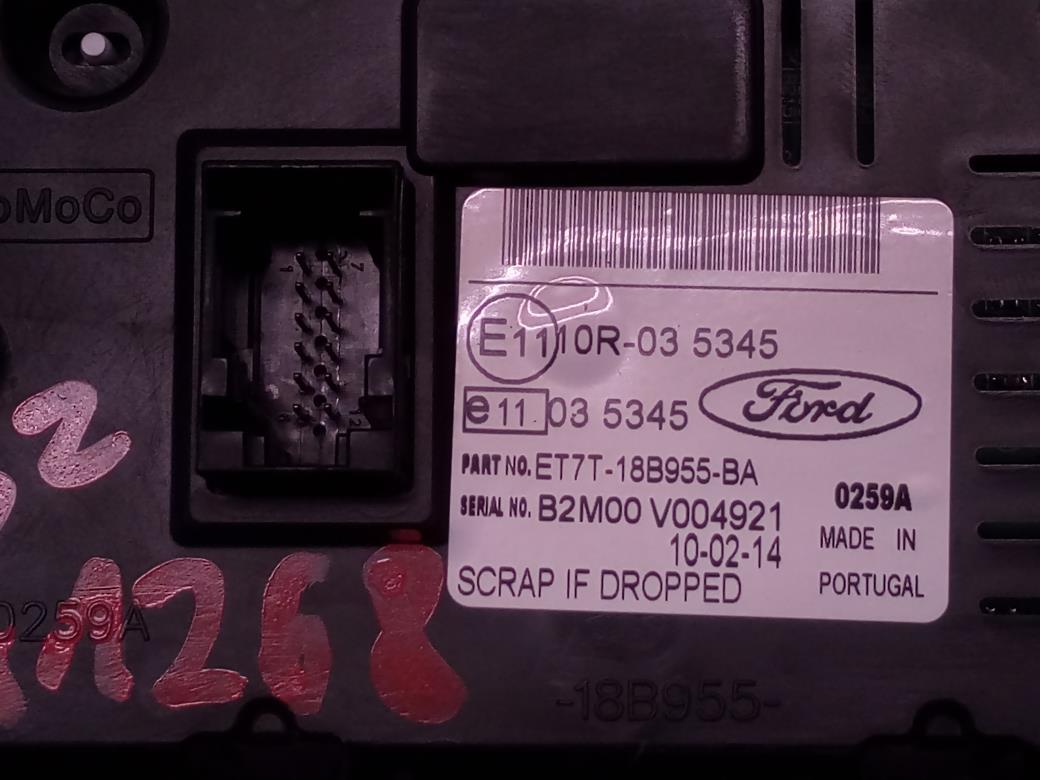 oMoCo
E11 10R-03 5345
e11 03 5345
Ford
PART NO. ET7T-18B955-BA
SERIAL NO. B2M00 V004921
10-02-14
SCRAP IF DROPPED
0259A
MADE IN
PORTUGAL
0259A
A268
-18B955-